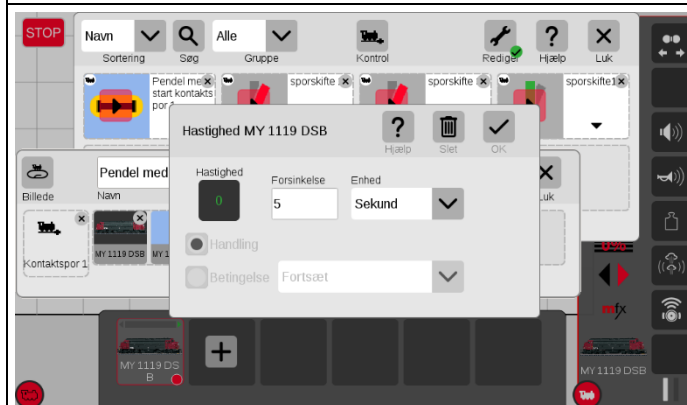 STOP
Navn
Alle
Sortering
Søg
Gruppe
Kontrol
Rediger
Hjælp
Luk
Pendel me
start kontakts
por 1
sporskifte
sporskifte
sporskifte1
Hastighed MY 1119 DSB
Hjælp
Slet
OK
Billede
Pendel med
Navn
Luk
Hastighed
Forsinkelse
Enhed
0
5
Sekund
Handling
Betingelse
Fortsæt
Kontaktspor 1
MY 1119 DSB
MY 1
0%
mfx
MY 1119 DS
B
MY 1119 DSB